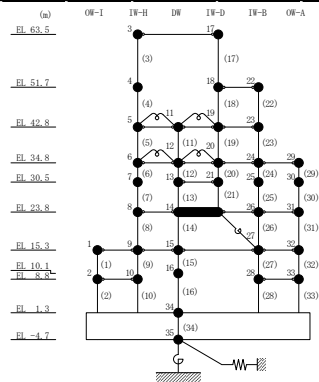 (m) OW-I IW-H DW IW-D IW-B OW-A
EL 63.5 3 17
(3) (17)
EL 51.7 4 18 22
(4) 11 19 (18) (22)
EL 42.8 5 23
(5) 12 (11) 20 (19) (23)
EL 34.8 6 24 29
(6) (12) (20) (24) (29)
EL 30.5 7 13 21 25 30
(7) (13) (21) (25) (30)
EL 23.8 8 14 26 31
(8) (14) 27 (26) (31)
EL 15.3 1 9 15 32
(1) (9) (15) (27) (32)
EL 10.1 16
EL 8.8 2 10 28 33
(2) (10) (16) (28) (33)
EL 1.3 34
(34)
EL -4.7 35